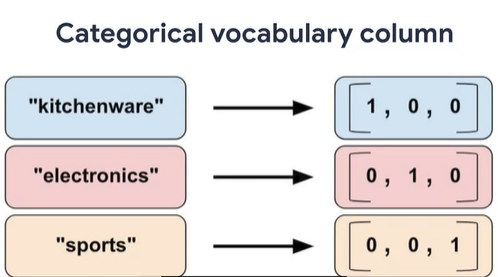 Categorical vocabulary column
"kitchenware" [ 1 , 0 , 0 ]
"electronics" [ 0 , 1 , 0 ]
"sports" [ 0 , 0 , 1 ]